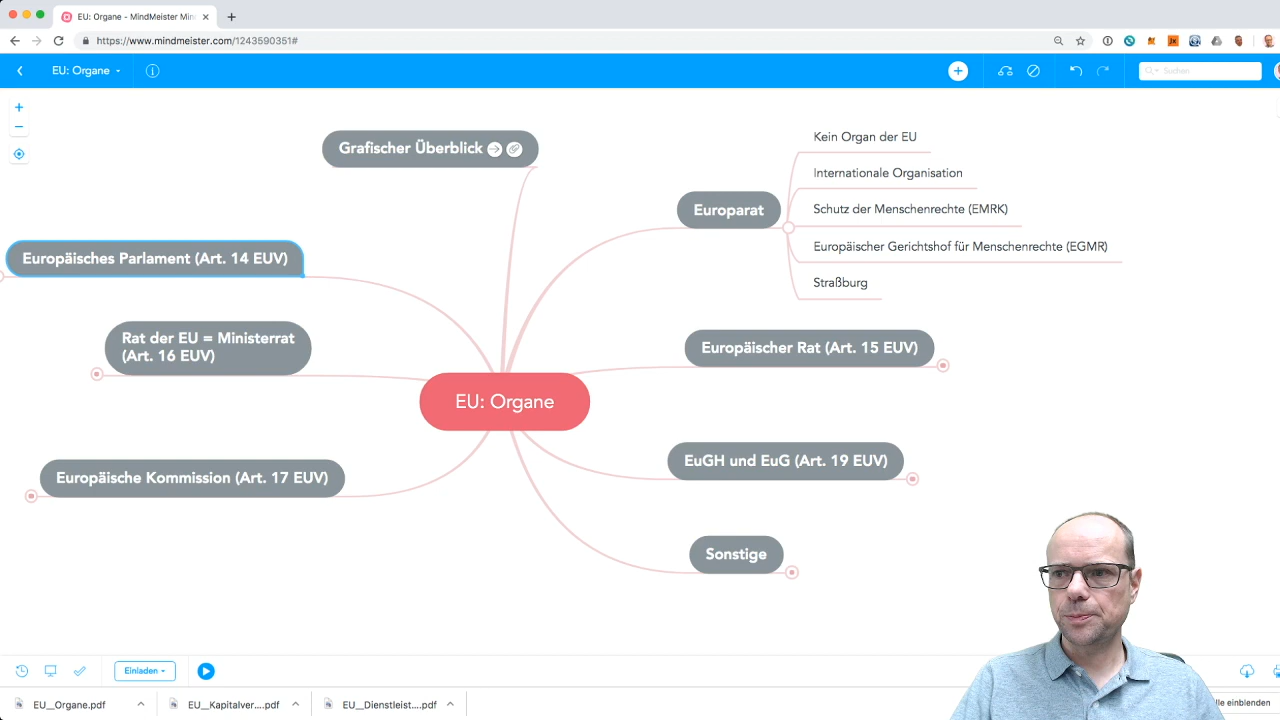 EU: Organe - MindMeister Min
https://www.mindmeister.com/1243590351#
EU: Organe
Suchen
Grafischer Überblick
Kein Organ der EU
Internationale Organisation
Europarat
Schutz der Menschenrechte (EMRK)
Europäischer Gerichtshof für Menschenrechte (EGMR)
Straßburg
Europäisches Parlament (Art. 14 EUV)
Rat der EU = Ministerrat
(Art. 16 EUV)
Europäischer Rat (Art. 15 EUV)
EU: Organe
Europäische Kommission (Art. 17 EUV)
EuGH und EuG (Art. 19 EUV)
Sonstige
Einladen
EU__Organe.pdf
EU__Kapitalver....pdf
EU__Dienstleist....pdf
lle einblenden